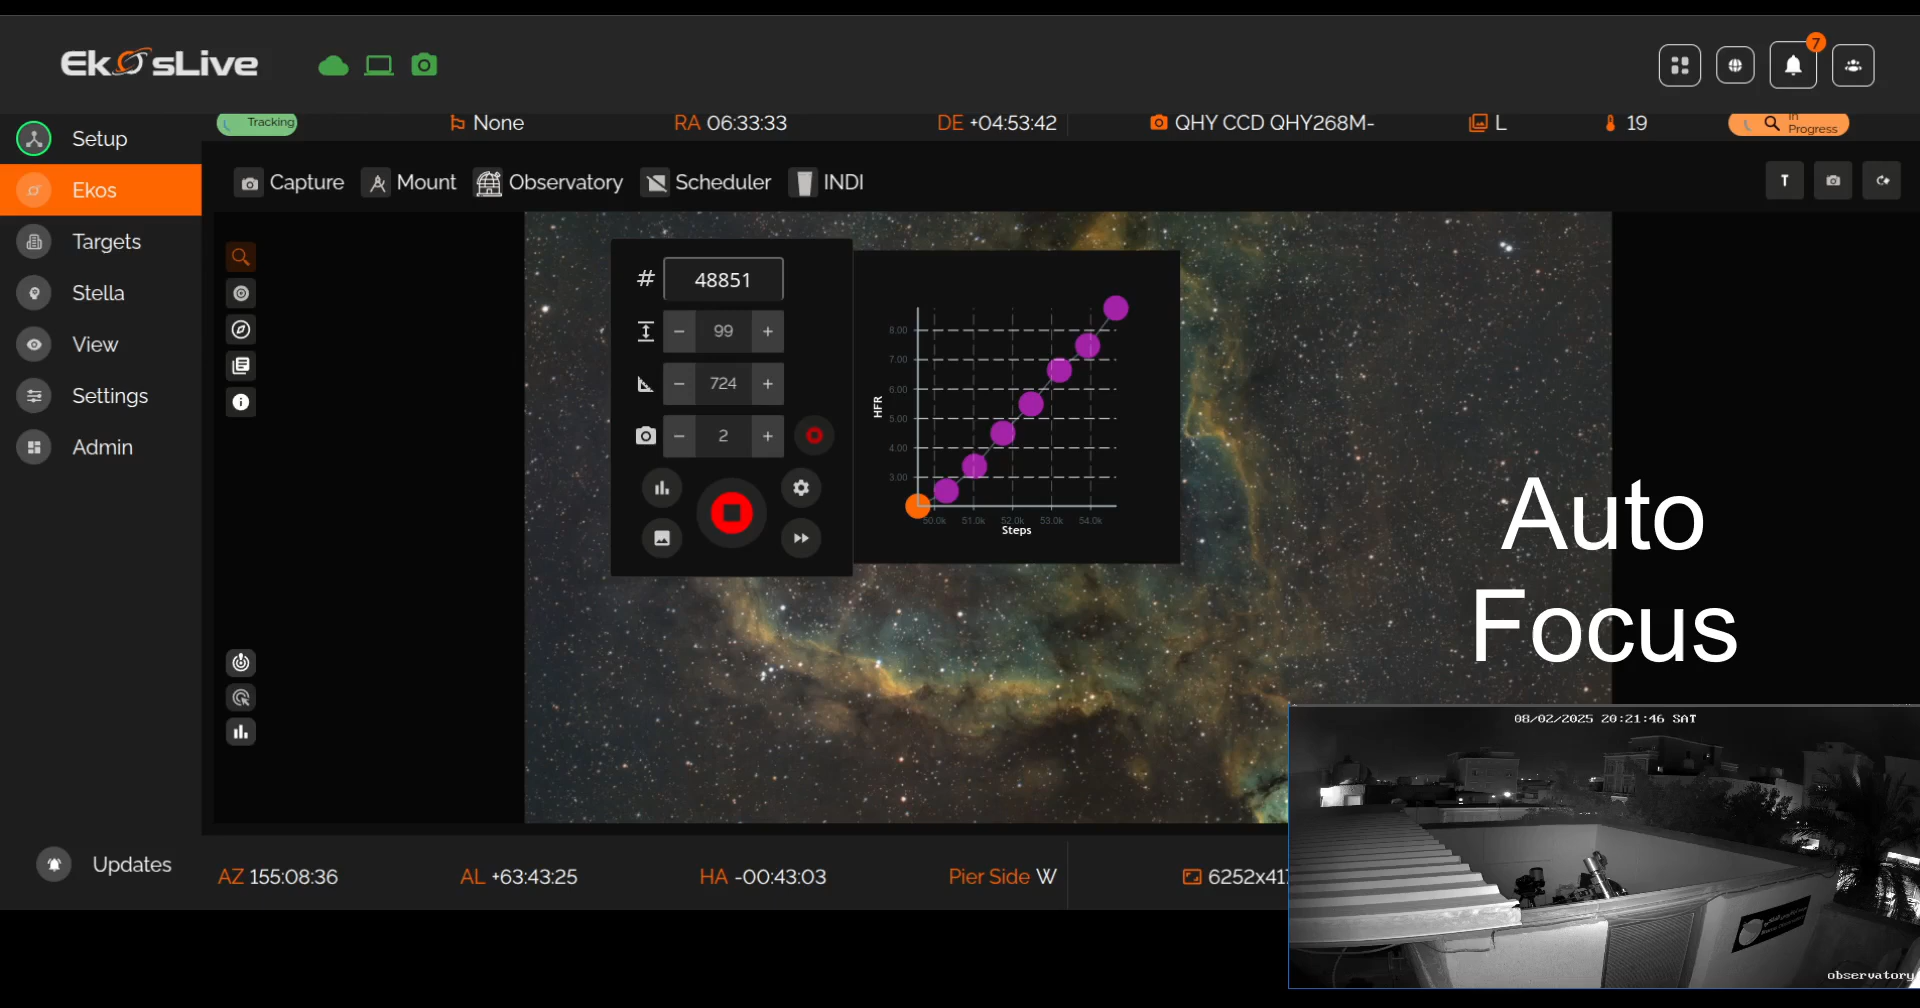 EkosLive
7
Setup
Ekos
Targets
Stella
View
Settings
Admin
Updates
Tracking
None
RA 06:33:33
DE +04:53:42
QHY CCD QHY268M-
L
19
In
Progress
Capture
Mount
Observatory
Scheduler
INDI
T
# 48851
− 99 +
− 724 +
− 2 +
HFR
8.00
7.00
6.00
5.00
4.00
3.00
50.0k 51.0k 52.0k 53.0k 54.0k
Steps
Auto
Focus
08/02/2025 20:21:46 SAT
observatory
AZ 155:08:36
AL +63:43:25
HA -00:43:03
Pier Side W
6252x41